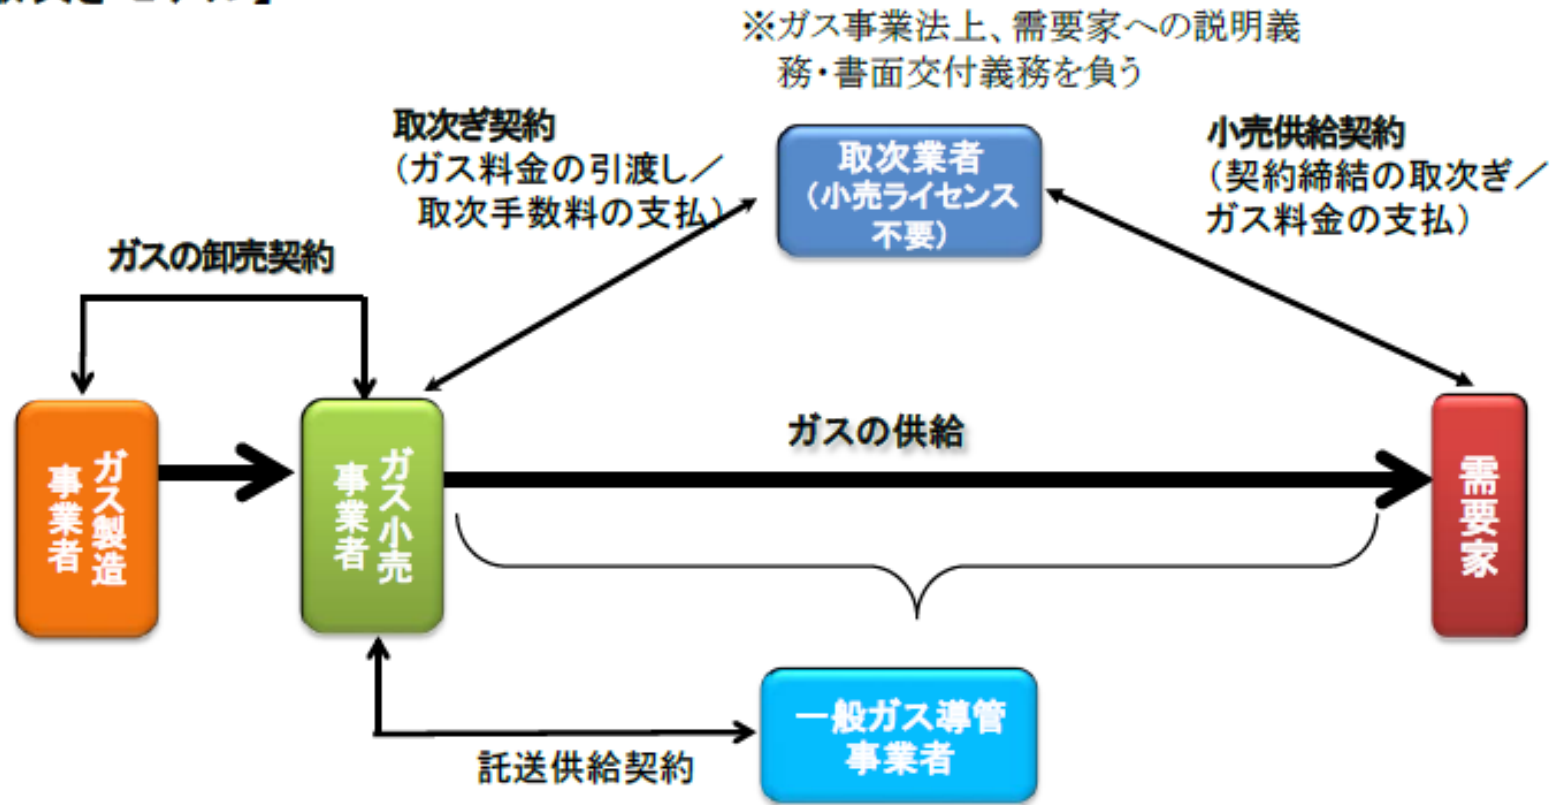 ※ガス事業法上、需要家への説明義
務・書面交付義務を負う
取次ぎ契約
（ガス料金の引渡し／
取次手数料の支払）
取次業者
（小売ライセンス
不要）
小売供給契約
（契約締結の取次ぎ／
ガス料金の支払）
ガスの卸売契約
ガス製造
事業者
ガス小売
事業者
ガスの供給
需要家
託送供給契約
一般ガス導管
事業者